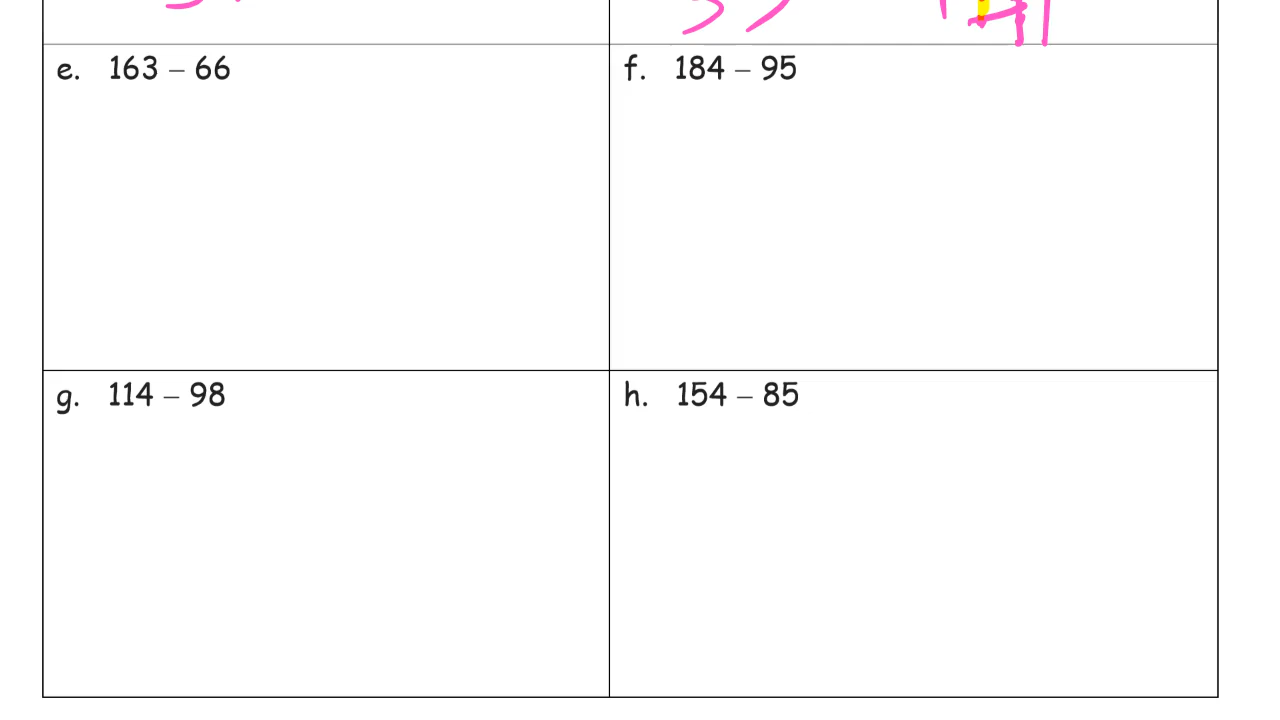 e. 163 – 66
f. 184 – 95
g. 114 – 98
h. 154 – 85